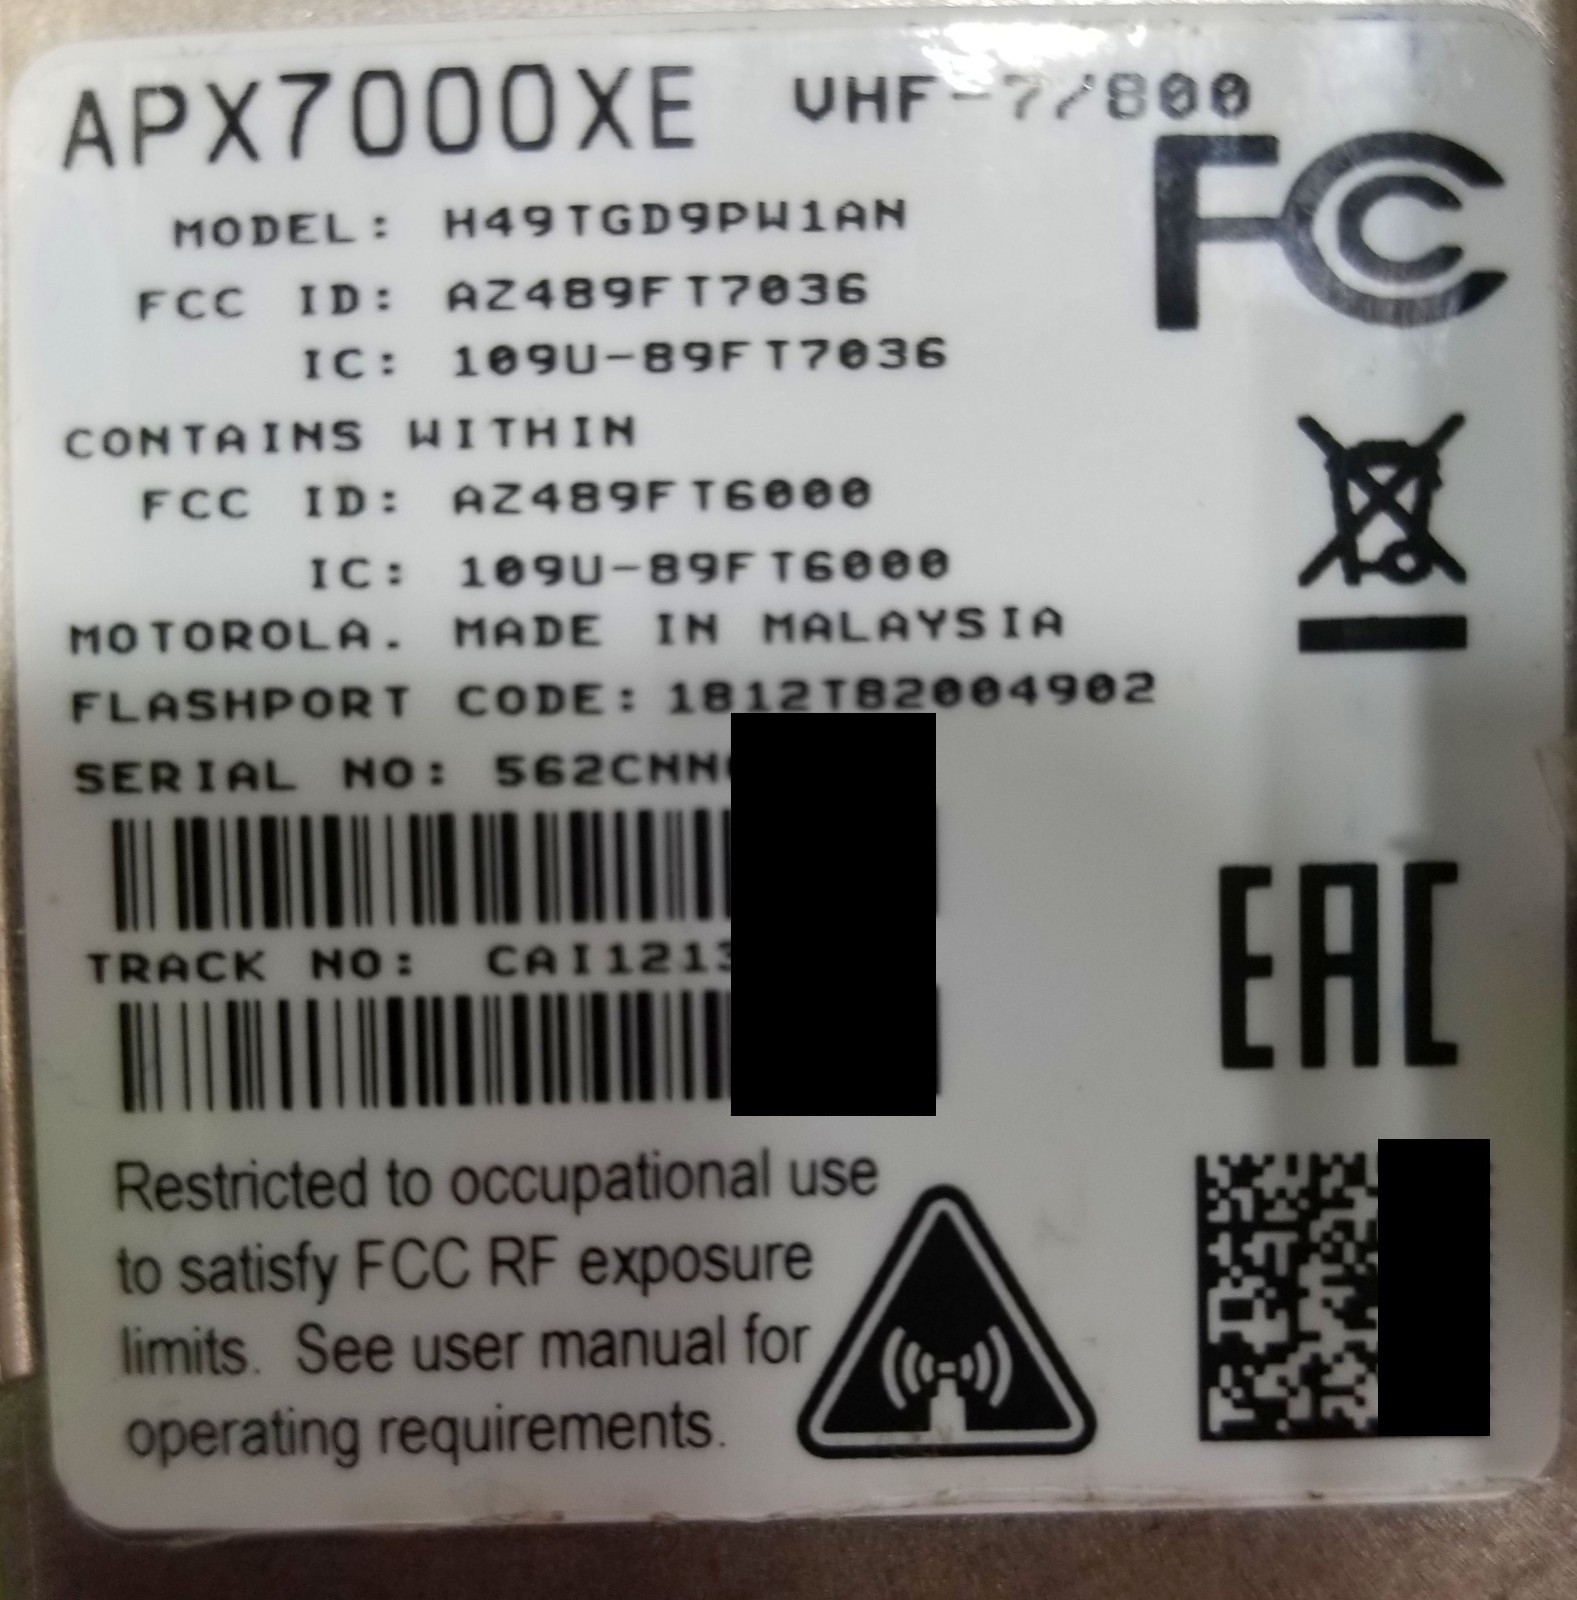 APX7000XE VHF-7/800
FCC
MODEL: H49TGD9PW1AN
FCC ID: AZ489FT7036
IC: 109U-89FT7036
CONTAINS WITHIN
FCC ID: AZ489FT6000
IC: 109U-89FT6000
MOTOROLA. MADE IN MALAYSIA
FLASHPORT CODE: 1812T82004902
SERIAL NO: 562CNN
TRACK NO: CAI1213
EAC
Restricted to occupational use
to satisfy FCC RF exposure
limits. See user manual for
operating requirements.